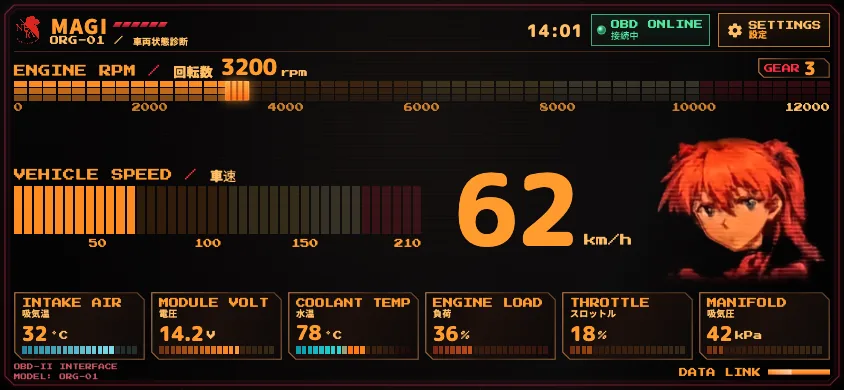 MAGI
ORG-01 / 車両状態診断
14:01
OBD ONLINE
接続中
SETTINGS
設定
ENGINE RPM / 回転数 3200 rpm
GEAR 3
0 2000 4000 6000 8000 10000 12000
VEHICLE SPEED / 車速
50 100 150 210
62 km/h
INTAKE AIR
吸気温
32 °C
MODULE VOLT
電圧
14.2 V
COOLANT TEMP
水温
78 °C
ENGINE LOAD
負荷
36 %
THROTTLE
スロットル
18 %
MANIFOLD
吸気圧
42 kPa
OBD-II INTERFACE
MODEL: ORG-01
DATA LINK